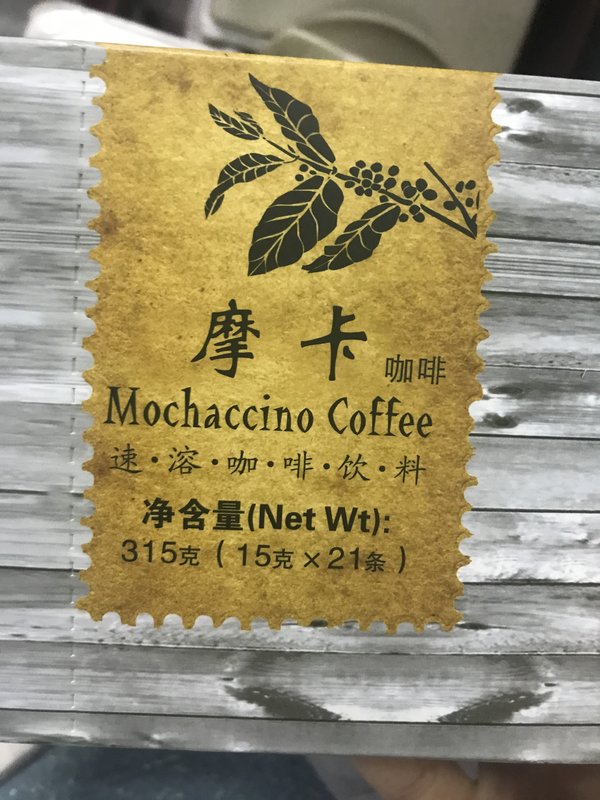 摩卡 咖啡
Mochaccino Coffee
速·溶·咖·啡·饮·料
净含量(Net Wt):
315克（15克×21条）